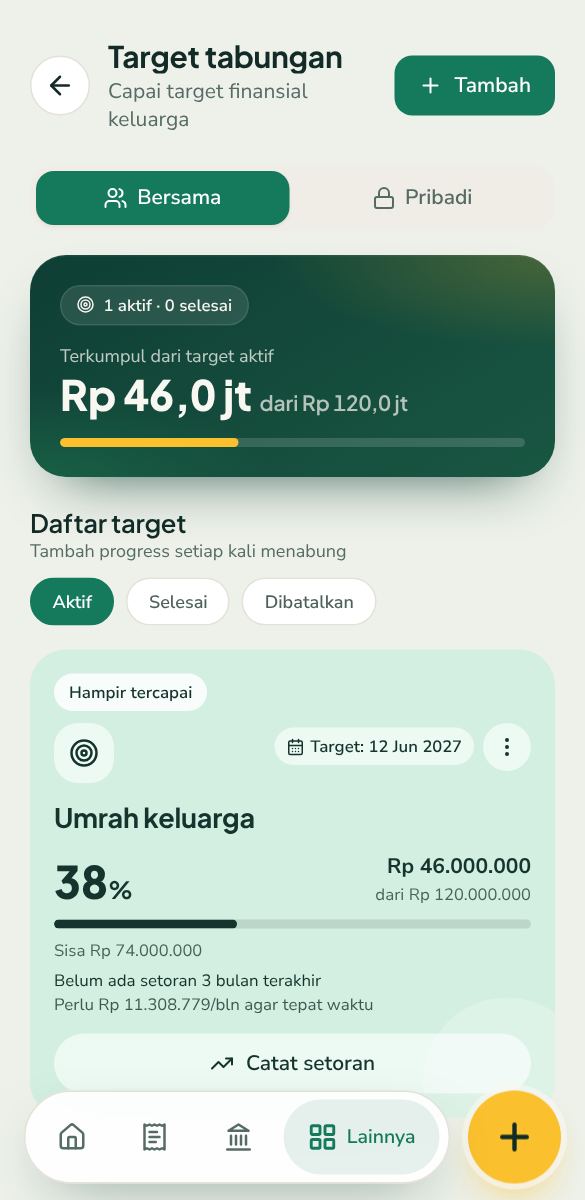 Target tabungan
Capai target finansial
keluarga
Tambah
Bersama
Pribadi
1 aktif · 0 selesai
Terkumpul dari target aktif
Rp 46,0 jt dari Rp 120,0 jt
Daftar target
Tambah progress setiap kali menabung
Aktif
Selesai
Dibatalkan
Hampir tercapai
Target: 12 Jun 2027
Umrah keluarga
38%
Rp 46.000.000
dari Rp 120.000.000
Sisa Rp 74.000.000
Belum ada setoran 3 bulan terakhir
Perlu Rp 11.308.779/bln agar tepat waktu
Catat setoran
Lainnya